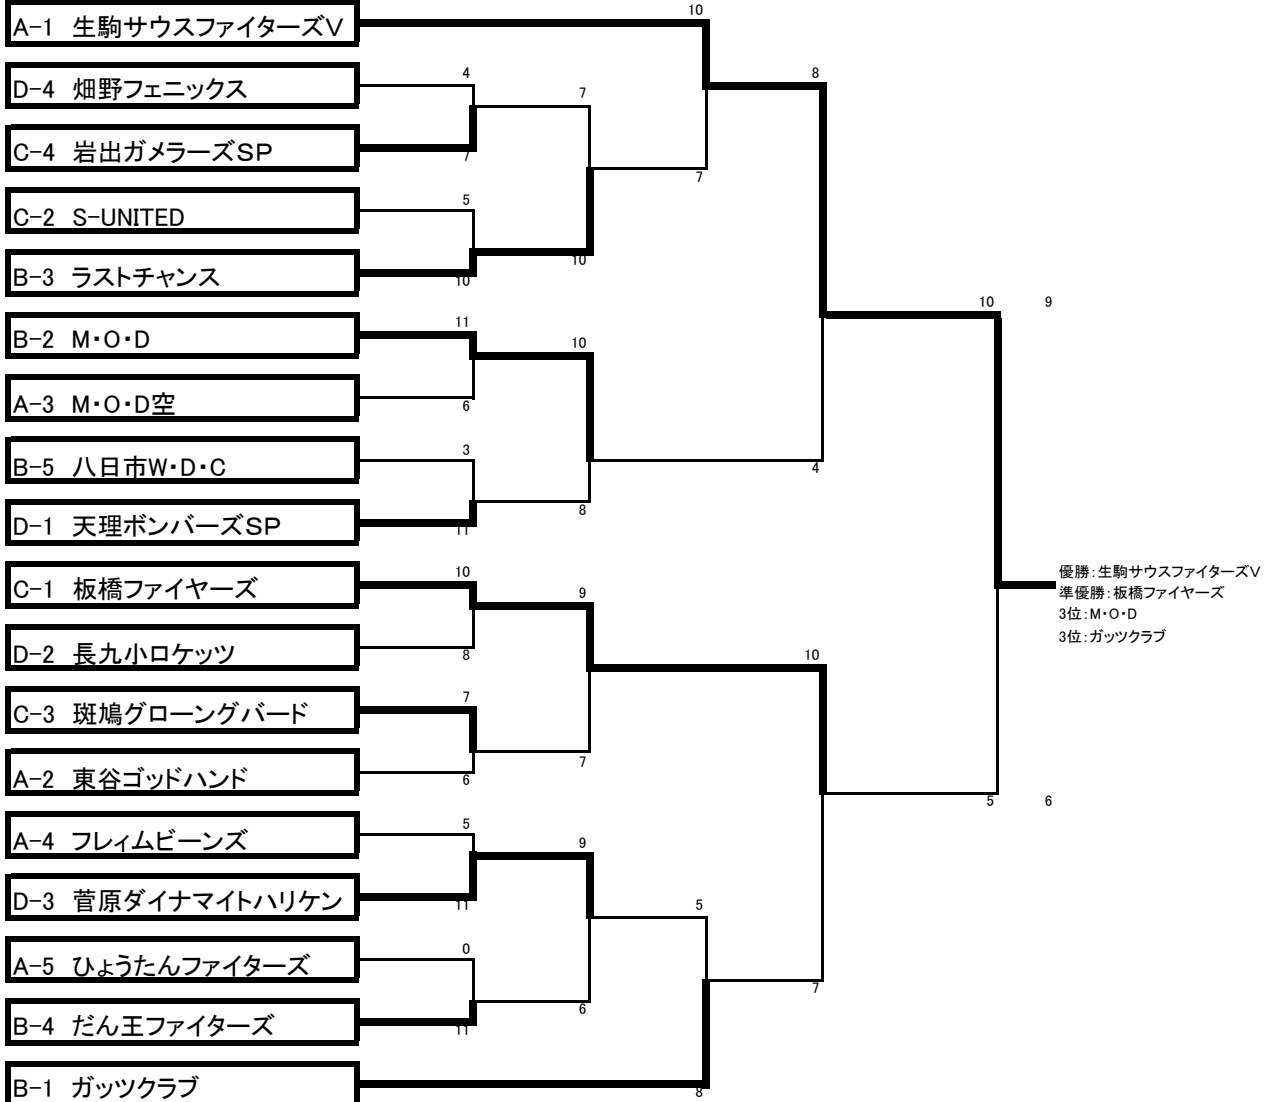 10
A-1 生駒サウスファイターズV
8
4
D-4 畑野フェニックス
7
C-4 岩出ガメラーズSP
7
7
5
C-2 S-UNITED
10
B-3 ラストチャンス
10
10 9
11
B-2 M・O・D
10
A-3 M・O・D空
6
3
B-5 八日市W・D・C
4
8
D-1 天理ボンバーズSP
11
優勝：生駒サウスファイターズV
準優勝：板橋ファイヤーズ
3位：M・O・D
3位：ガッツクラブ
10
C-1 板橋ファイヤーズ
9
D-2 長九小ロケッツ
8
10
7
C-3 斑鳩グローングバード
7
A-2 東谷ゴッドハンド
6
5 6
5
A-4 フレィムビーンズ
9
D-3 菅原ダイナマイトハリケン
11
5
0
A-5 ひょうたんファイターズ
7
6
B-4 だん王ファイターズ
11
B-1 ガッツクラブ
8